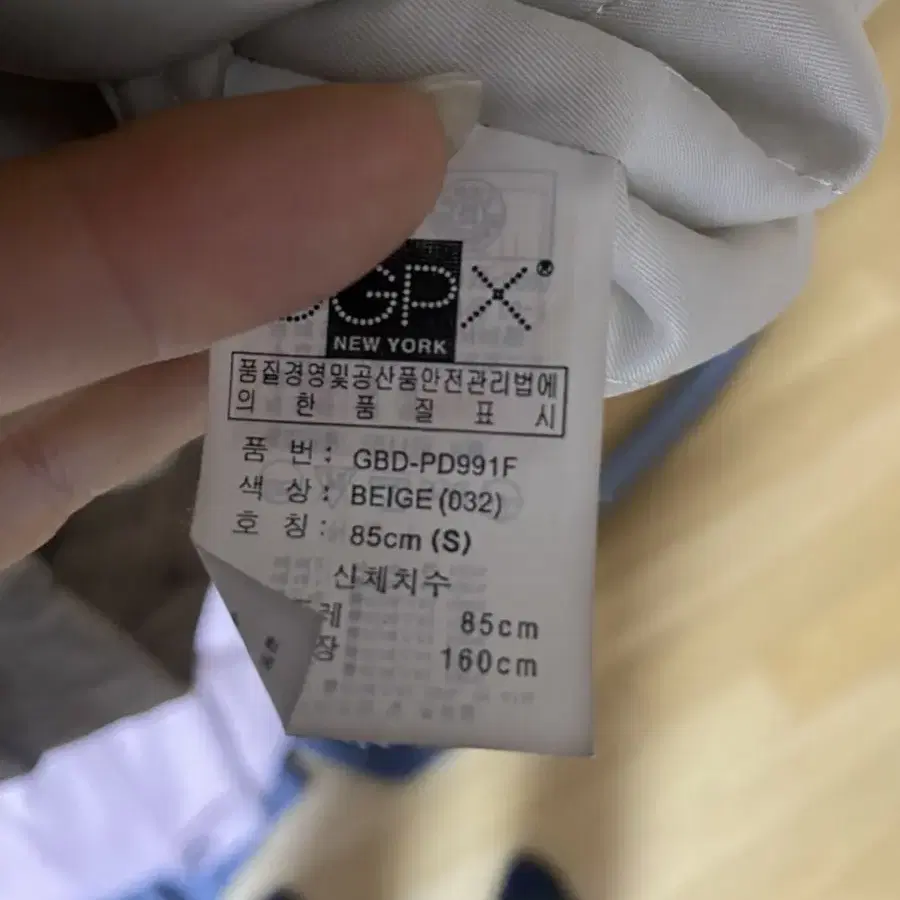 GPX®
NEW YORK
품질경영및공산품안전관리법에
의 한 품 질 표 시
품 번 : GBD-PD991F
색 상 : BEIGE (032)
호 칭 : 85cm (S)
신체치수
레 85cm
장 160cm